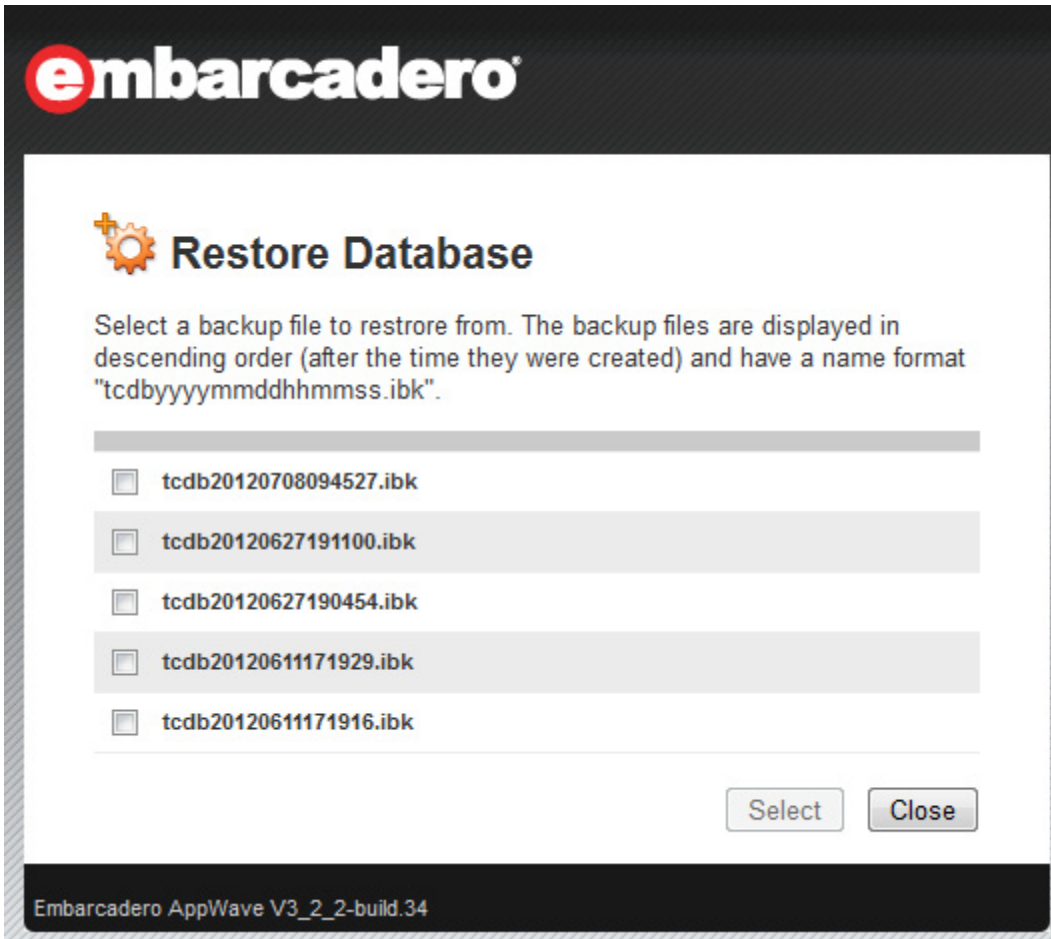 embarcadero®
Restore Database
Select a backup file to restrore from. The backup files are displayed in
descending order (after the time they were created) and have a name format
"tcdbyyyymmddhhmmss.ibk".
tcdb20120708094527.ibk
tcdb20120627191100.ibk
tcdb20120627190454.ibk
tcdb20120611171929.ibk
tcdb20120611171916.ibk
Select Close
Embarcadero AppWave V3_2_2-build.34